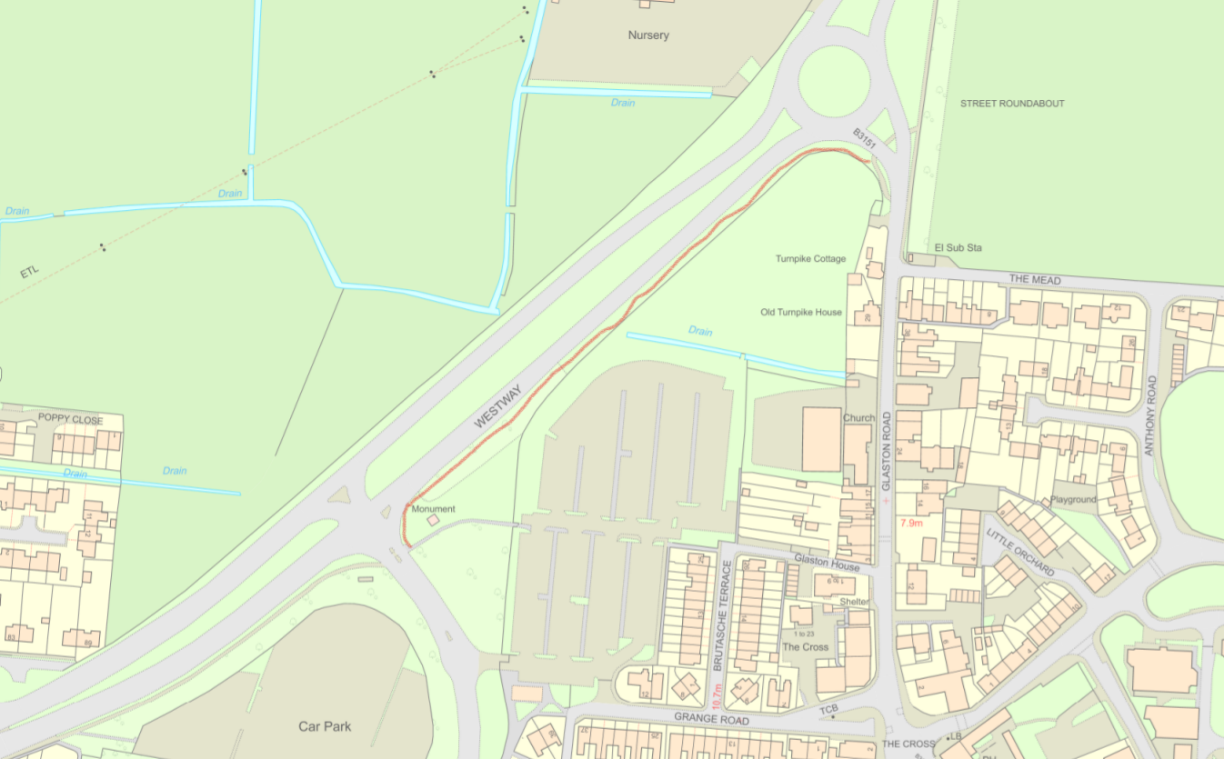 Nursery
Drain
STREET ROUNDABOUT
B3151
Drain
Drain
El Sub Sta
Turnpike Cottage
ETL
THE MEAD
Old Turnpike House
Drain
WESTWAY
POPPY CLOSE
Church
GLASTON ROAD
ANTHONY ROAD
Drain
Drain
Monument
Playground
7.9m
LITTLE ORCHARD
Glaston House
BRUTASCHE TERRACE
Shelter
1 to 23
The Cross
10.7m
Car Park
GRANGE ROAD
TCB
THE CROSS
LB